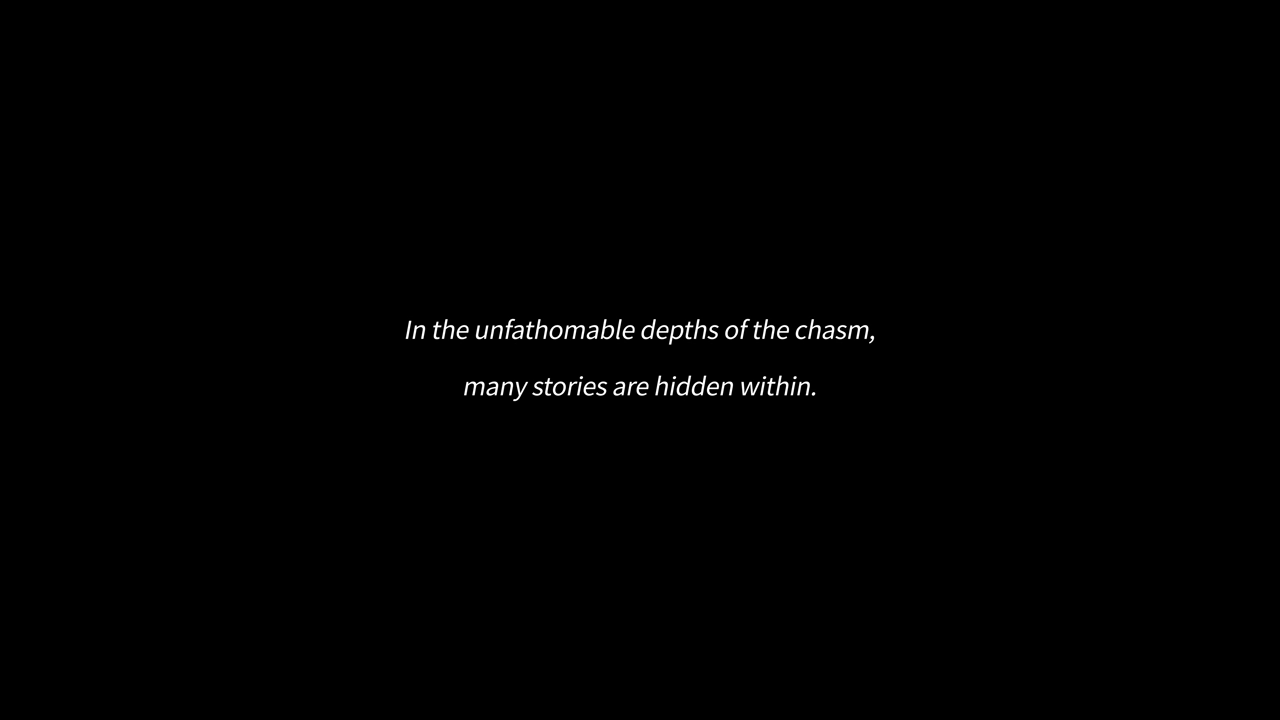 In the unfathomable depths of the chasm,
many stories are hidden within.